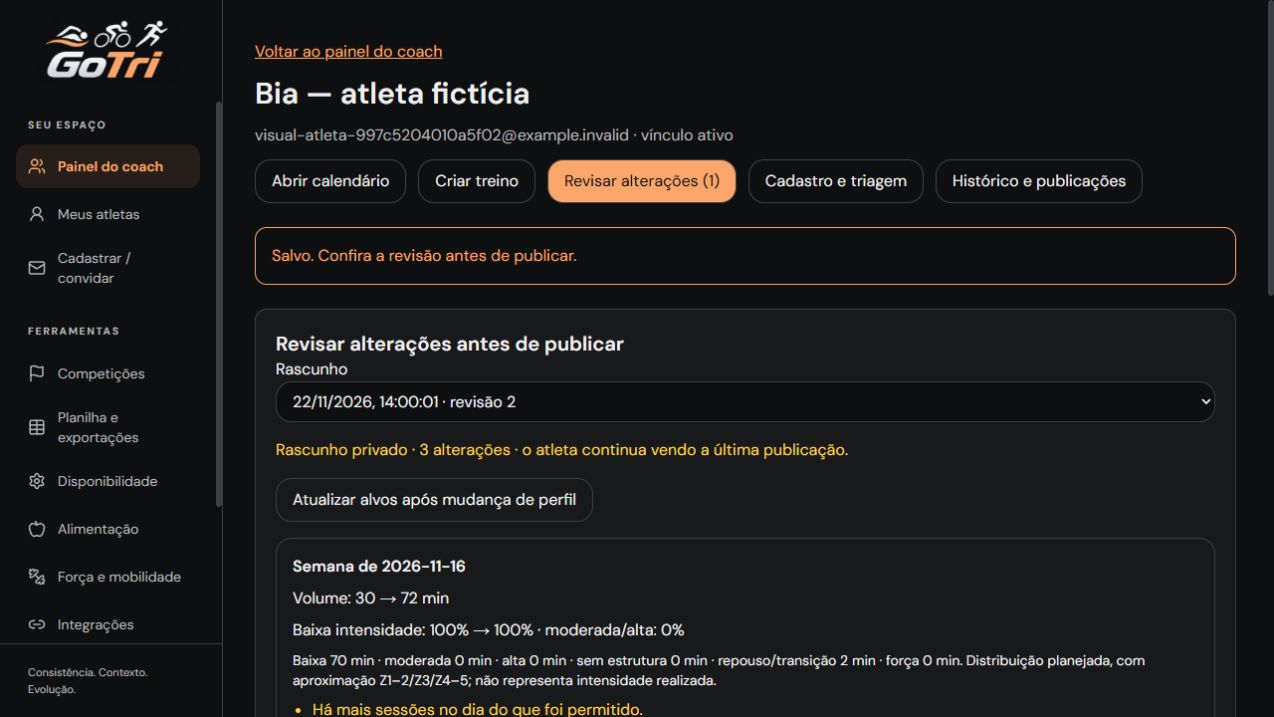 GoTri
SEU ESPAÇO
Painel do coach
Meus atletas
Cadastrar /
convidar
FERRAMENTAS
Competições
Planilha e
exportações
Disponibilidade
Alimentação
Força e mobilidade
Integrações
Consistência. Contexto.
Evolução.
Voltar ao painel do coach
Bia — atleta fictícia
visual-atleta-997c5204010a5f02@example.invalid · vínculo ativo
Abrir calendário
Criar treino
Revisar alterações (1)
Cadastro e triagem
Histórico e publicações
Salvo. Confira a revisão antes de publicar.
Revisar alterações antes de publicar
Rascunho
22/11/2026, 14:00:01 · revisão 2
Rascunho privado · 3 alterações · o atleta continua vendo a última publicação.
Atualizar alvos após mudança de perfil
Semana de 2026-11-16
Volume: 30 → 72 min
Baixa intensidade: 100% → 100% · moderada/alta: 0%
Baixa 70 min · moderada 0 min · alta 0 min · sem estrutura 0 min · repouso/transição 2 min · força 0 min. Distribuição planejada, com
aproximação Z1–2/Z3/Z4–5; não representa intensidade realizada.
• Há mais sessões no dia do que foi permitido.